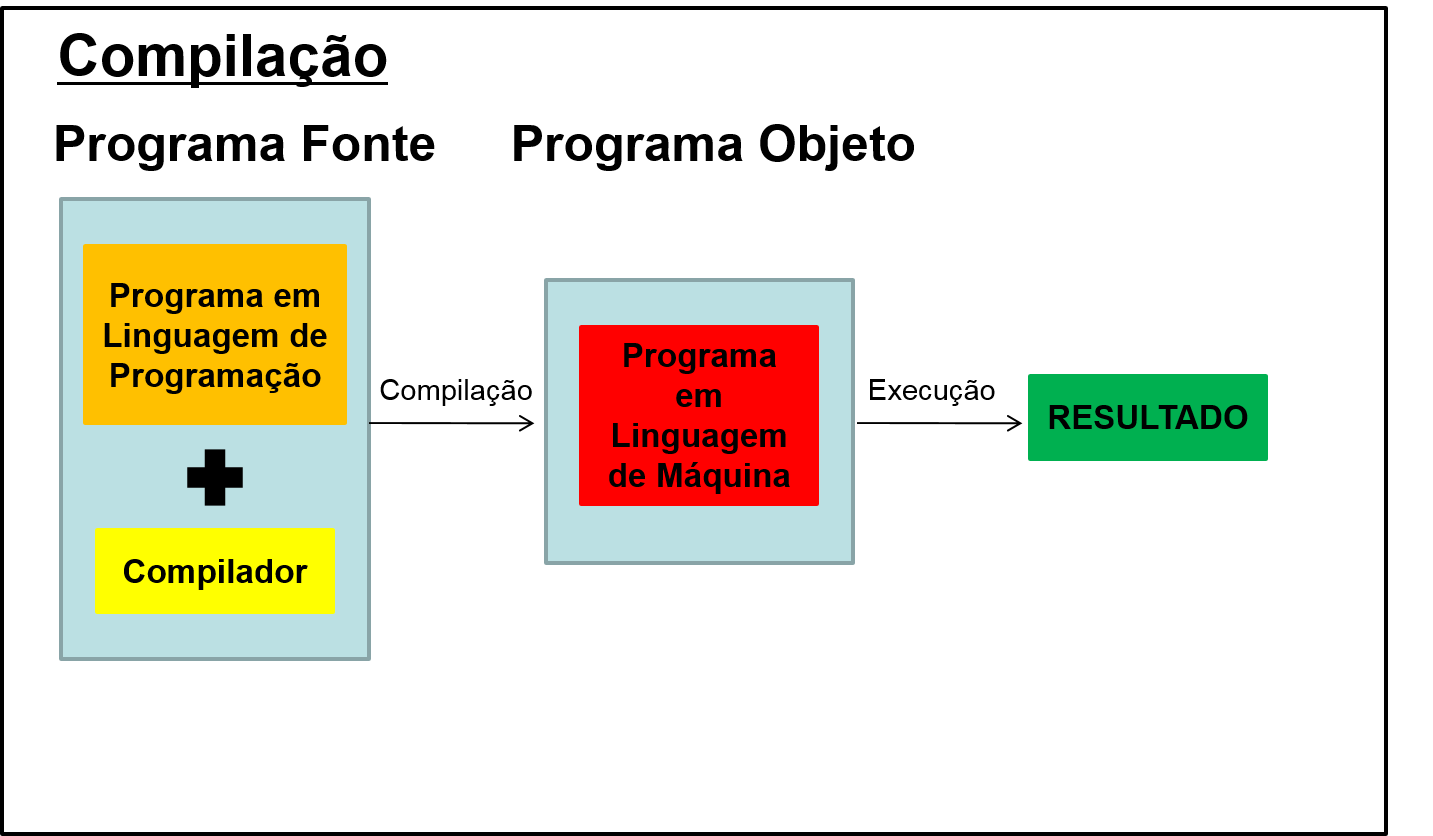 Compilação
Programa Fonte
Programa Objeto
Programa em
Linguagem de
Programação
Compilador
Compilação
Programa
em
Linguagem
de Máquina
Execução
RESULTADO